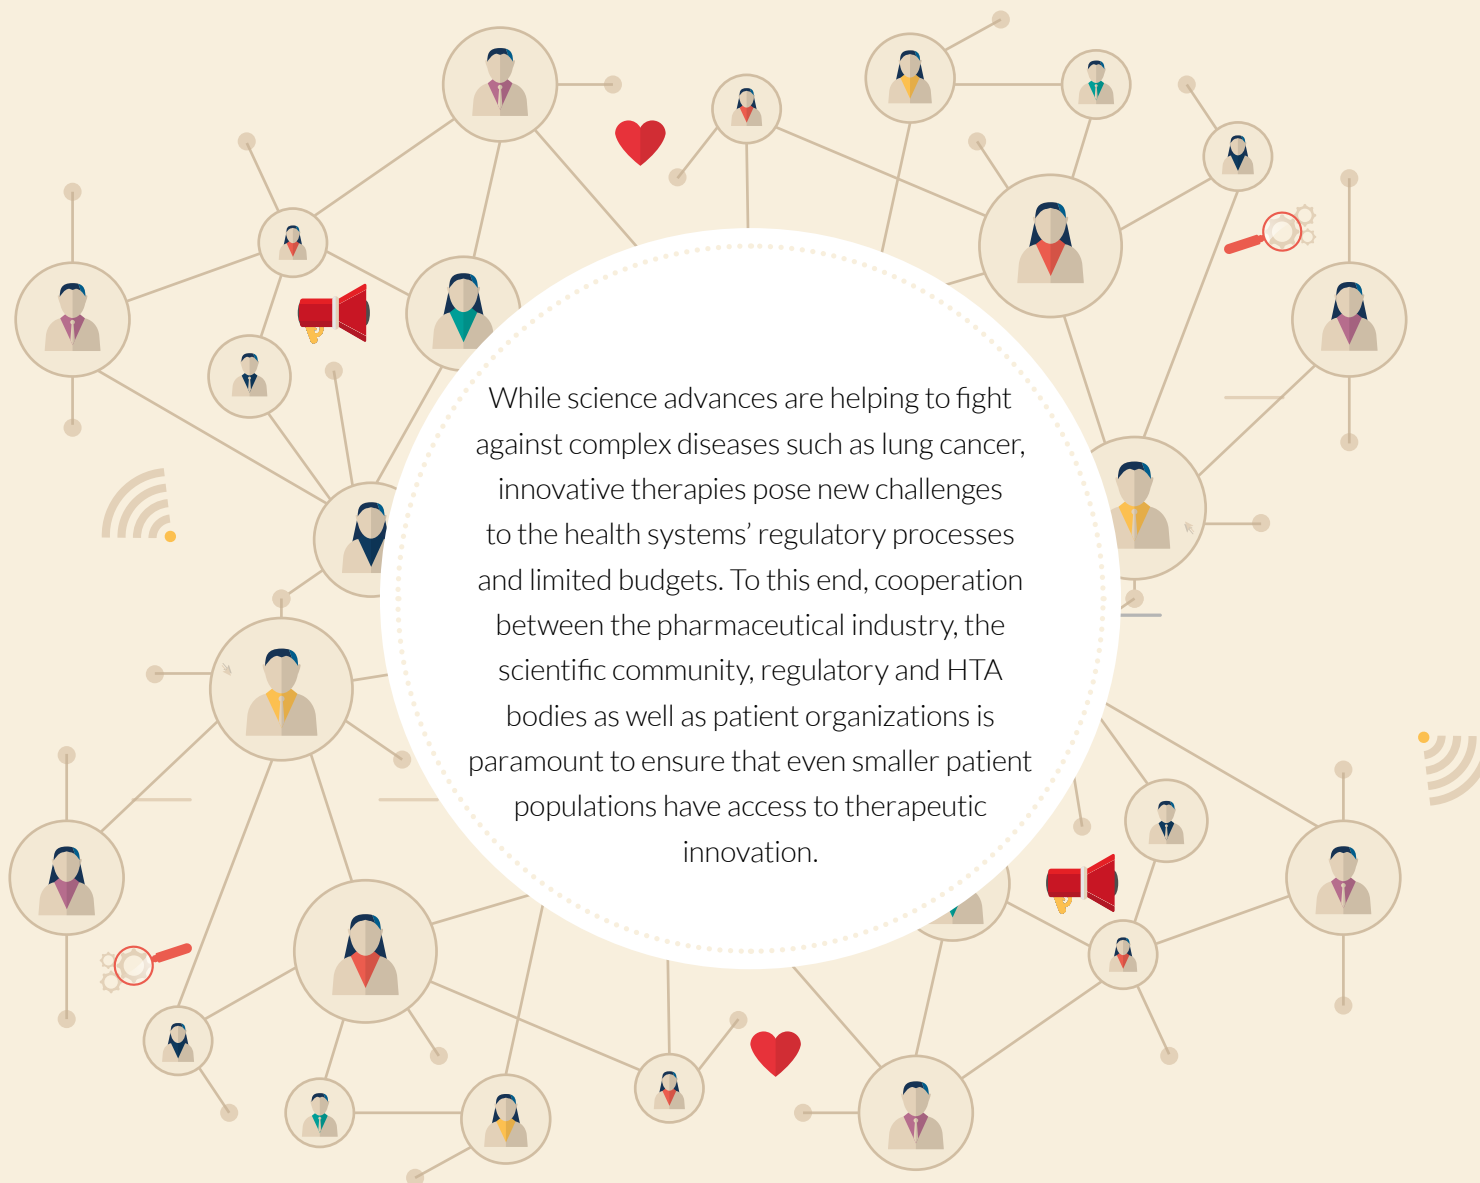 While science advances are helping to fight
against complex diseases such as lung cancer,
innovative therapies pose new challenges
to the health systems’ regulatory processes
and limited budgets. To this end, cooperation
between the pharmaceutical industry, the
scientific community, regulatory and HTA
bodies as well as patient organizations is
paramount to ensure that even smaller patient
populations have access to therapeutic
innovation.